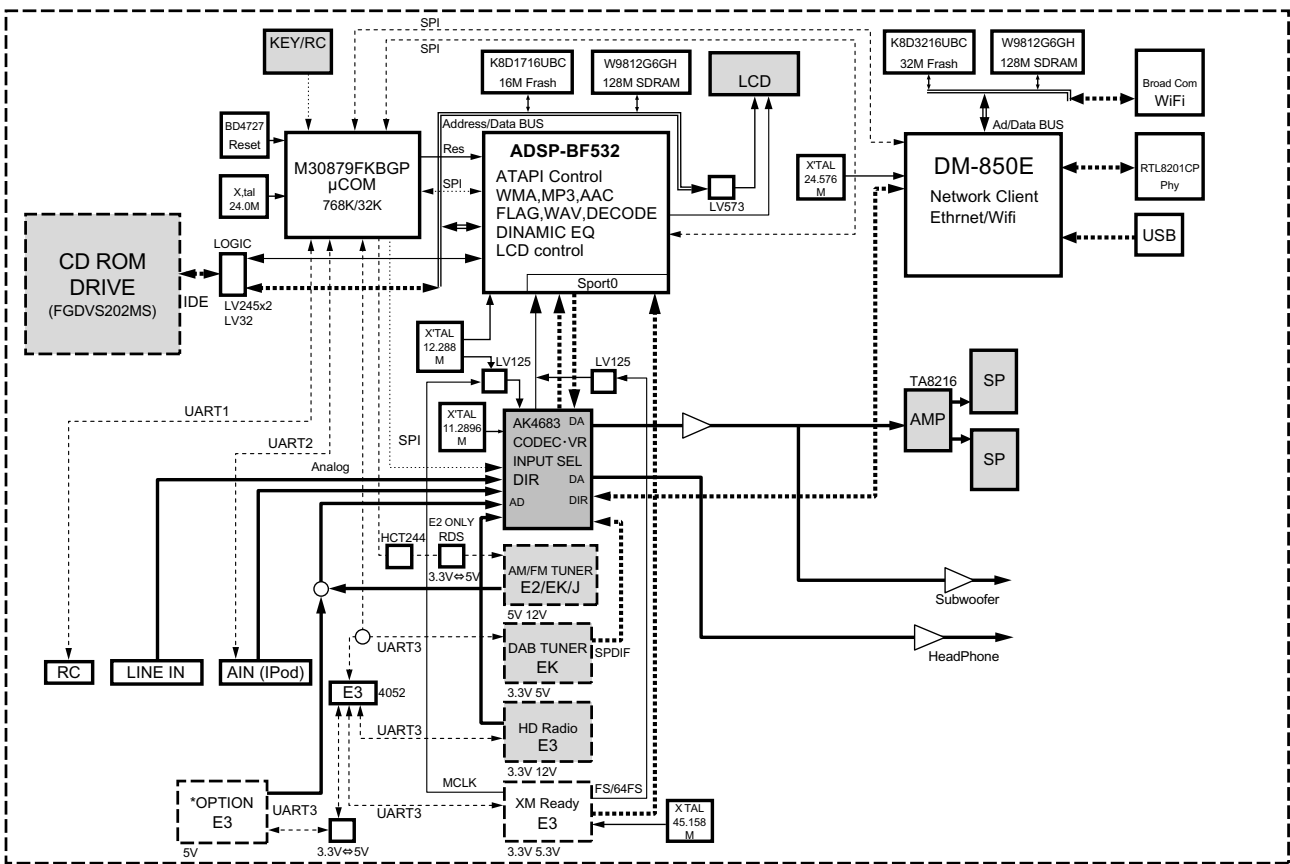 SPI
SPI
KEY/RC
K8D1716UBC
16M Frash
W9812G6GH
128M SDRAM
LCD
K8D3216UBC
32M Frash
W9812G6GH
128M SDRAM
Broad Com
WiFi
BD4727
Reset
Address/Data BUS
Ad/Data BUS
M30879FKBGP
µCOM
768K/32K
Res
SPI
ADSP-BF532
ATAPI Control
WMA,MP3,AAC
FLAG,WAV,DECODE
DINAMIC EQ
LCD control
Sport0
X'TAL
24.576
M
DM-850E
Network Client
Ethrnet/Wifi
RTL8201CP
Phy
USB
X,tal
24.0M
LV573
LOGIC
CD ROM
DRIVE
(FGDVS202MS)
IDE
LV245x2
LV32
X'TAL
12.288
M
LV125
LV125
TA8216
SP
AMP
SP
UART1
UART2
SPI
Analog
X'TAL
11.2896
M
AK4683
DA
CODEC・VR
INPUT SEL
DIR
DA
AD
DIR
E2 ONLY
HCT244
RDS
3.3V⇔5V
AM/FM TUNER
E2/EK/J
5V 12V
Subwoofer
UART3
DAB TUNER
EK
SPDIF
3.3V 5V
HeadPhone
RC
LINE IN
AIN (IPod)
E3
4052
UART3
HD Radio
E3
3.3V 12V
MCLK
FS/64FS
*OPTION
E3
5V
UART3
3.3V⇔5V
UART3
XM Ready
E3
3.3V 5.3V
X TAL
45.158
M